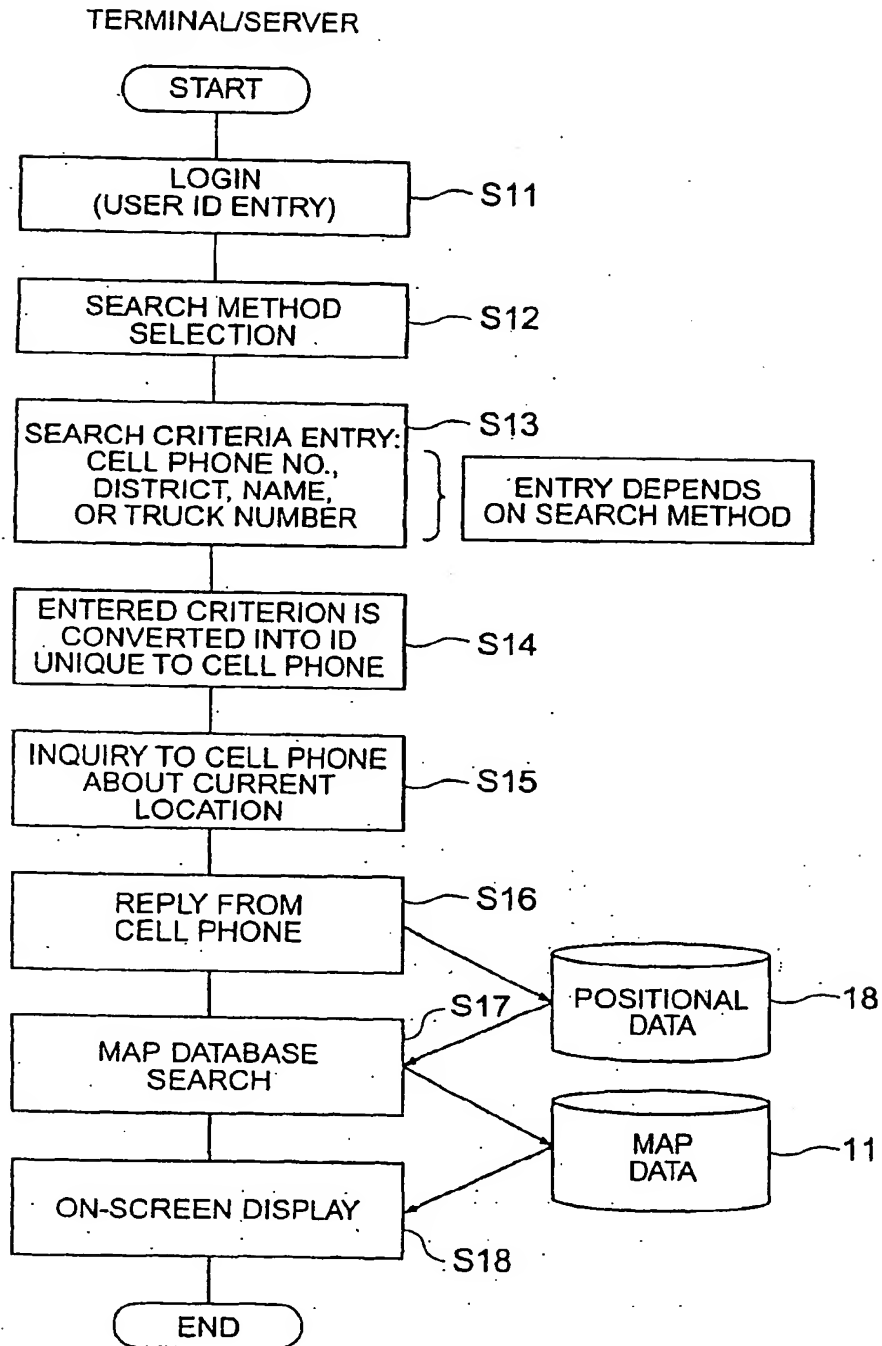 TERMINAL/SERVER
START
LOGIN
(USER ID ENTRY)
S11
SEARCH METHOD
SELECTION
S12
S13
SEARCH CRITERIA ENTRY:
CELL PHONE NO.,
DISTRICT, NAME,
OR TRUCK NUMBER
ENTRY DEPENDS
ON SEARCH METHOD
ENTERED CRITERION IS
CONVERTED INTO ID
UNIQUE TO CELL PHONE
S14
INQUIRY TO CELL PHONE
ABOUT CURRENT
LOCATION
S15
REPLY FROM
CELL PHONE
S16
POSITIONAL
DATA
18
S17
MAP DATABASE
SEARCH
MAP
DATA
11
ON-SCREEN DISPLAY
S18
END